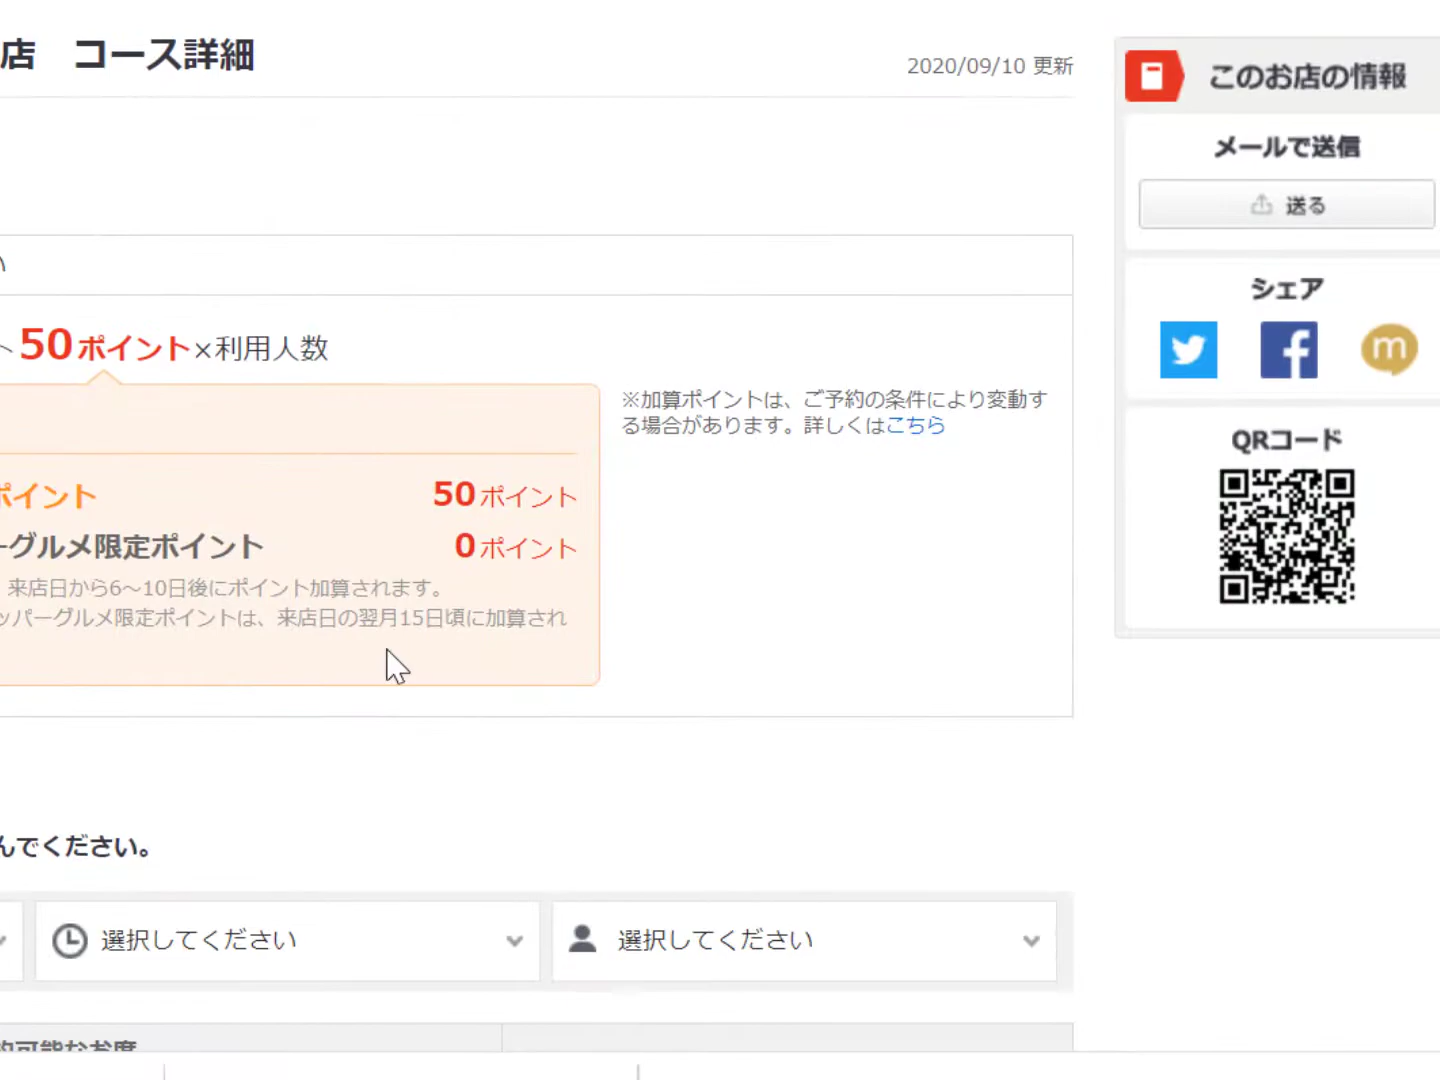 店　コース詳細
2020/09/10 更新
このお店の情報
メールで送信
送る
シェア
m
QRコード
い
ト50ポイント×利用人数
※加算ポイントは、ご予約の条件により変動す
る場合があります。詳しくはこちら
ポイント 50ポイント
ーグルメ限定ポイント 0ポイント
来店日から6～10日後にポイント加算されます。
ッパーグルメ限定ポイントは、来店日の翌月15日頃に加算され
んでください。
選択してください
選択してください
約可能なお席